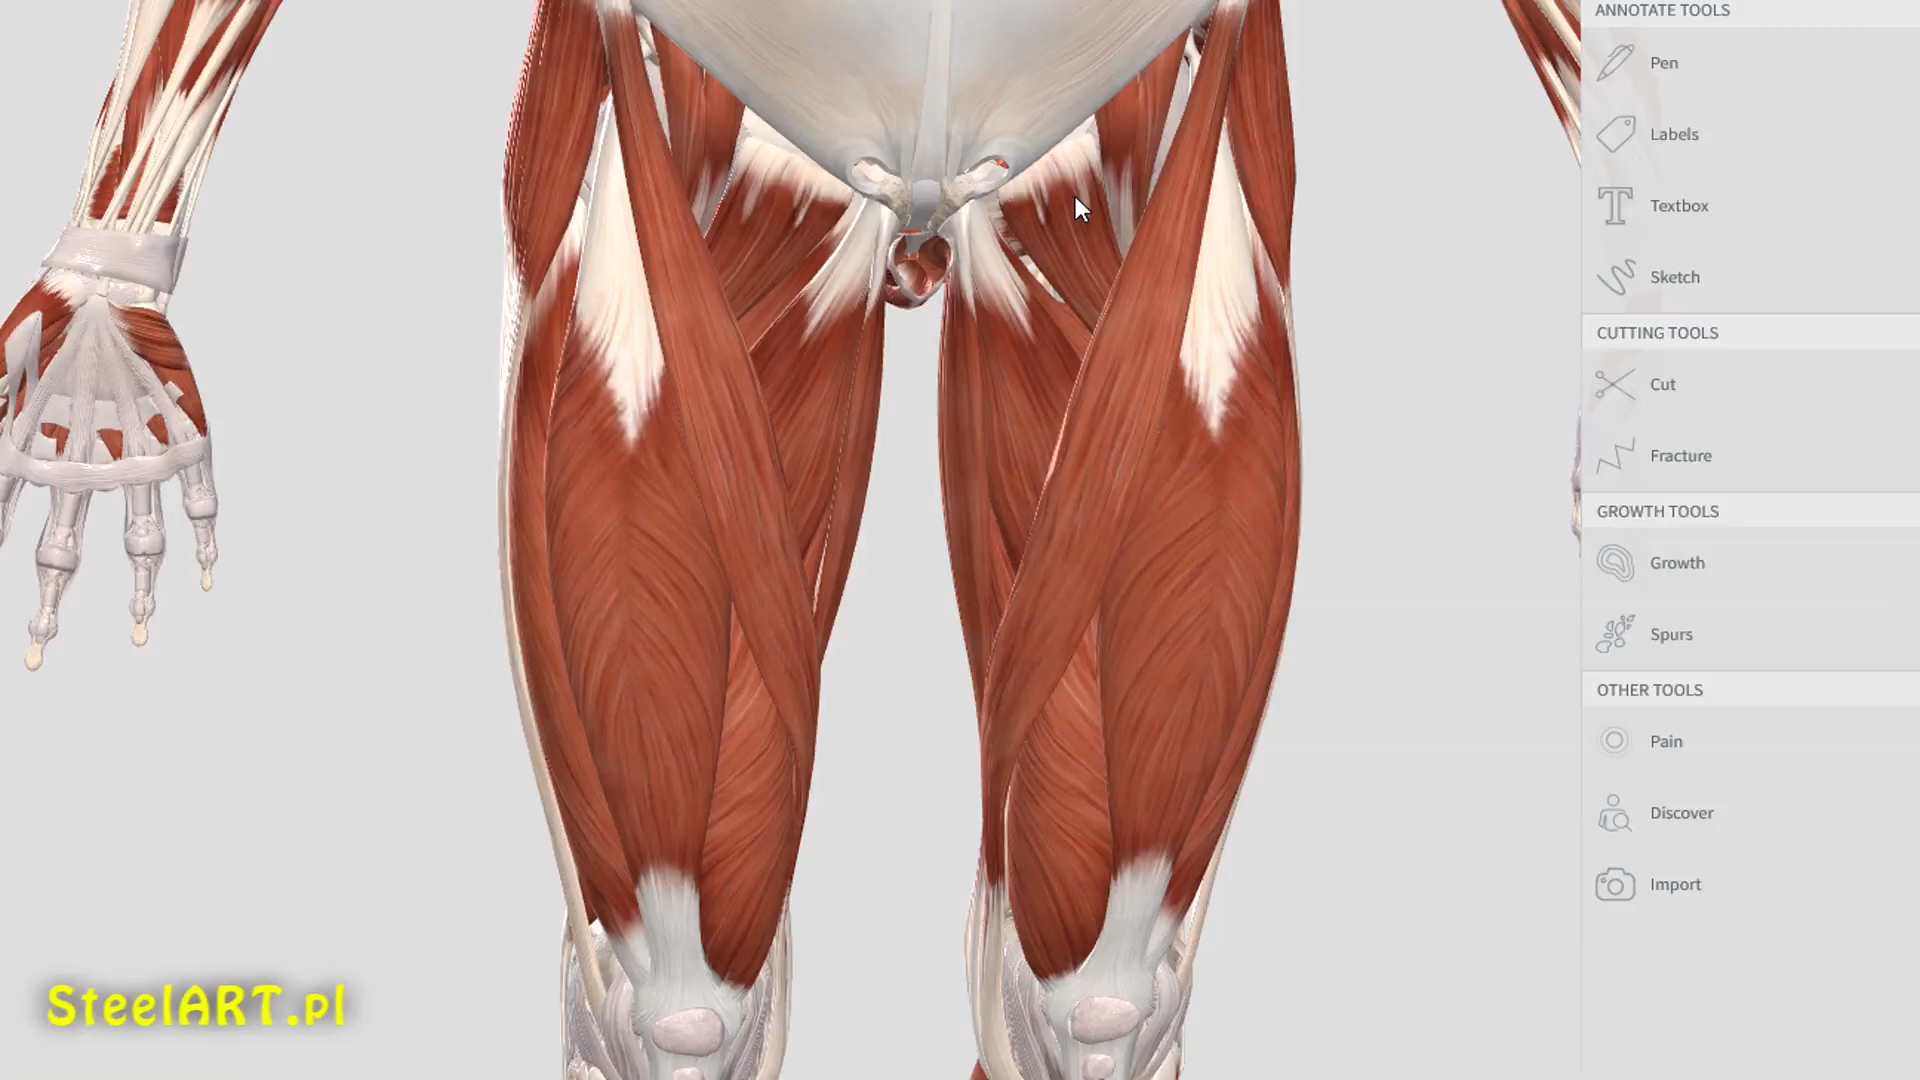 ANNOTATE TOOLS
Pen
Labels
Textbox
Sketch
CUTTING TOOLS
Cut
Fracture
GROWTH TOOLS
Growth
Spurs
OTHER TOOLS
Pain
Discover
Import
SteelART.pl